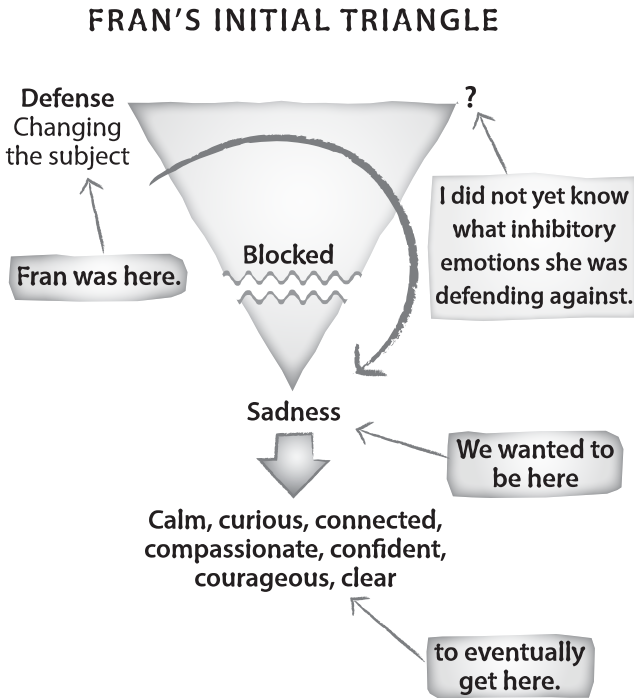 FRAN'S INITIAL TRIANGLE
Defense
Changing
the subject
?
I did not yet know
what inhibitory
emotions she was
defending against.
Fran was here.
Blocked
Sadness
We wanted to
be here
Calm, curious, connected,
compassionate, confident,
courageous, clear
to eventually
get here.